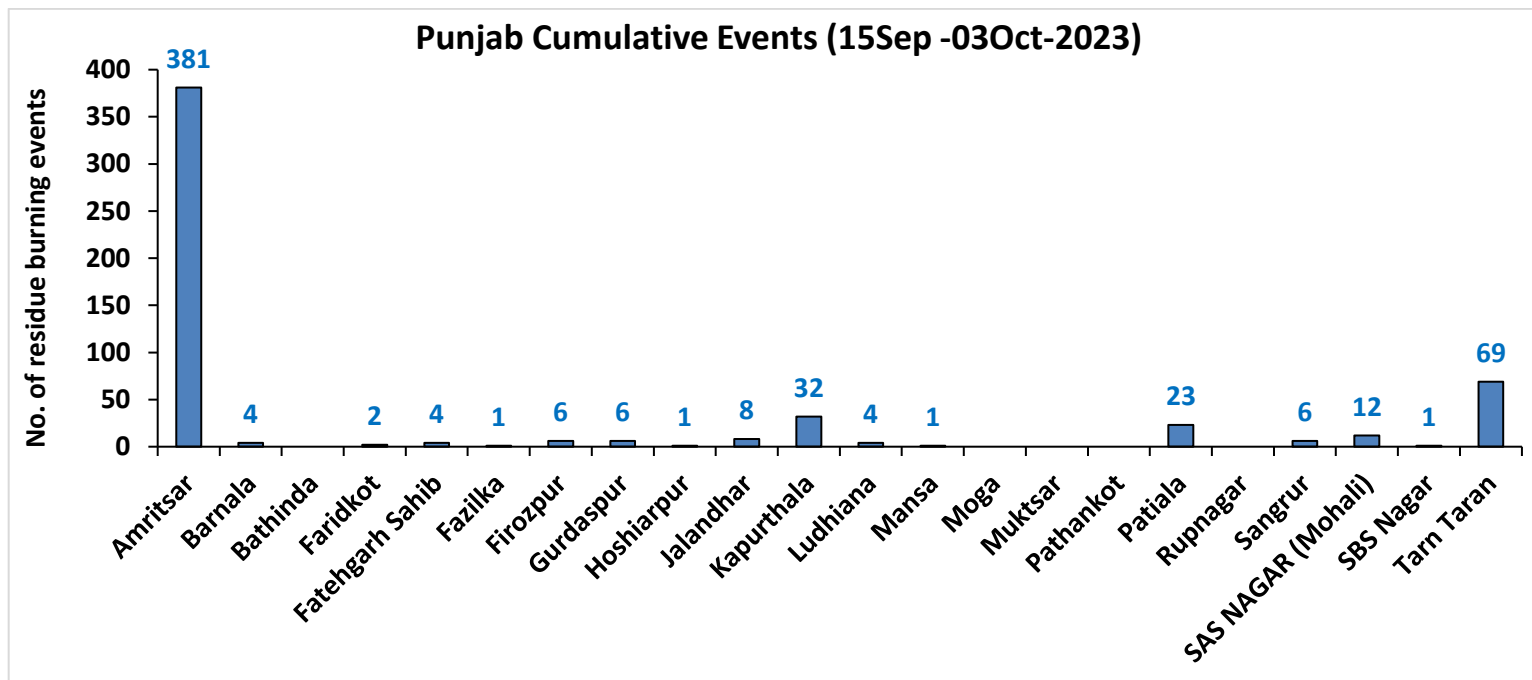 Punjab Cumulative Events (15Sep -03Oct-2023)
No. of residue burning events
400
350
300
250
200
150
100
50
0
381
4
2
4
1
6
6
1
8
32
4
1
23
6
12
1
69
Amritsar
Barnala
Bathinda
Faridkot
Fatehgarh Sahib
Fazilka
Firozpur
Gurdaspur
Hoshiarpur
Jalandhar
Kapurthala
Ludhiana
Mansa
Moga
Muktsar
Pathankot
Patiala
Rupnagar
Sangrur
SAS NAGAR (Mohali)
SBS Nagar
Tarn Taran